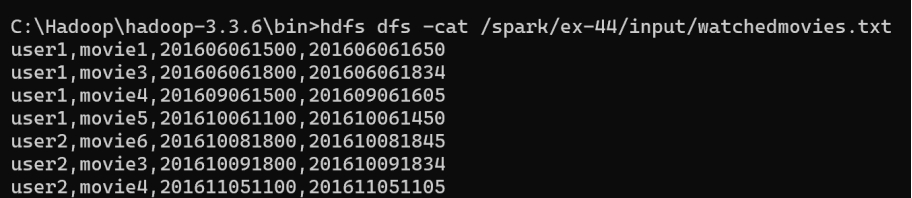 C:\Hadoop\hadoop-3.3.6\bin>hdfs dfs -cat /spark/ex-44/input/watchedmovies.txt
user1,movie1,201606061500,201606061650
user1,movie3,201606061800,201606061834
user1,movie4,201609061500,201609061605
user1,movie5,201610061100,201610061450
user2,movie6,201610081800,201610081845
user2,movie3,201610091800,201610091834
user2,movie4,201611051100,201611051105